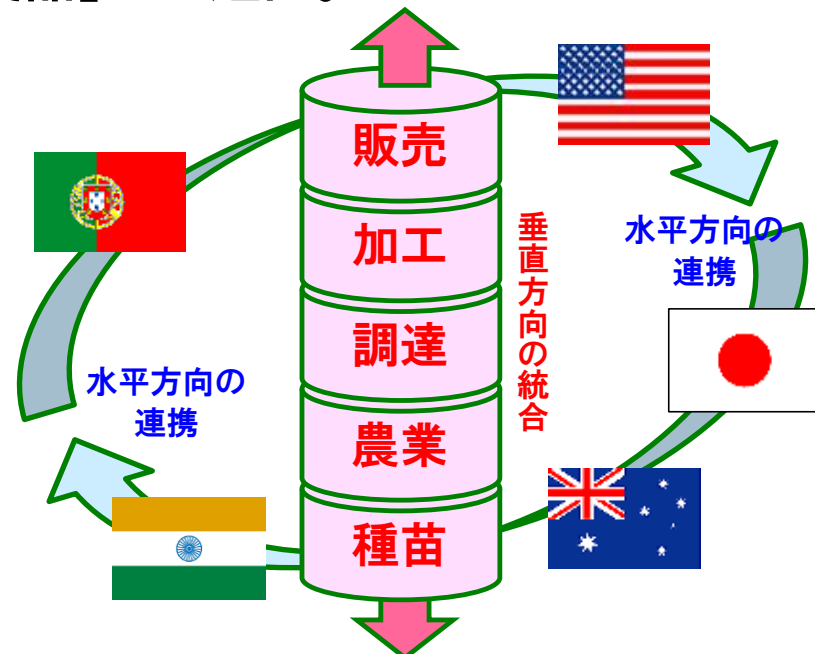 販売
加工
調達
農業
種苗
垂直方向の統合
水平方向の
連携
水平方向の
連携